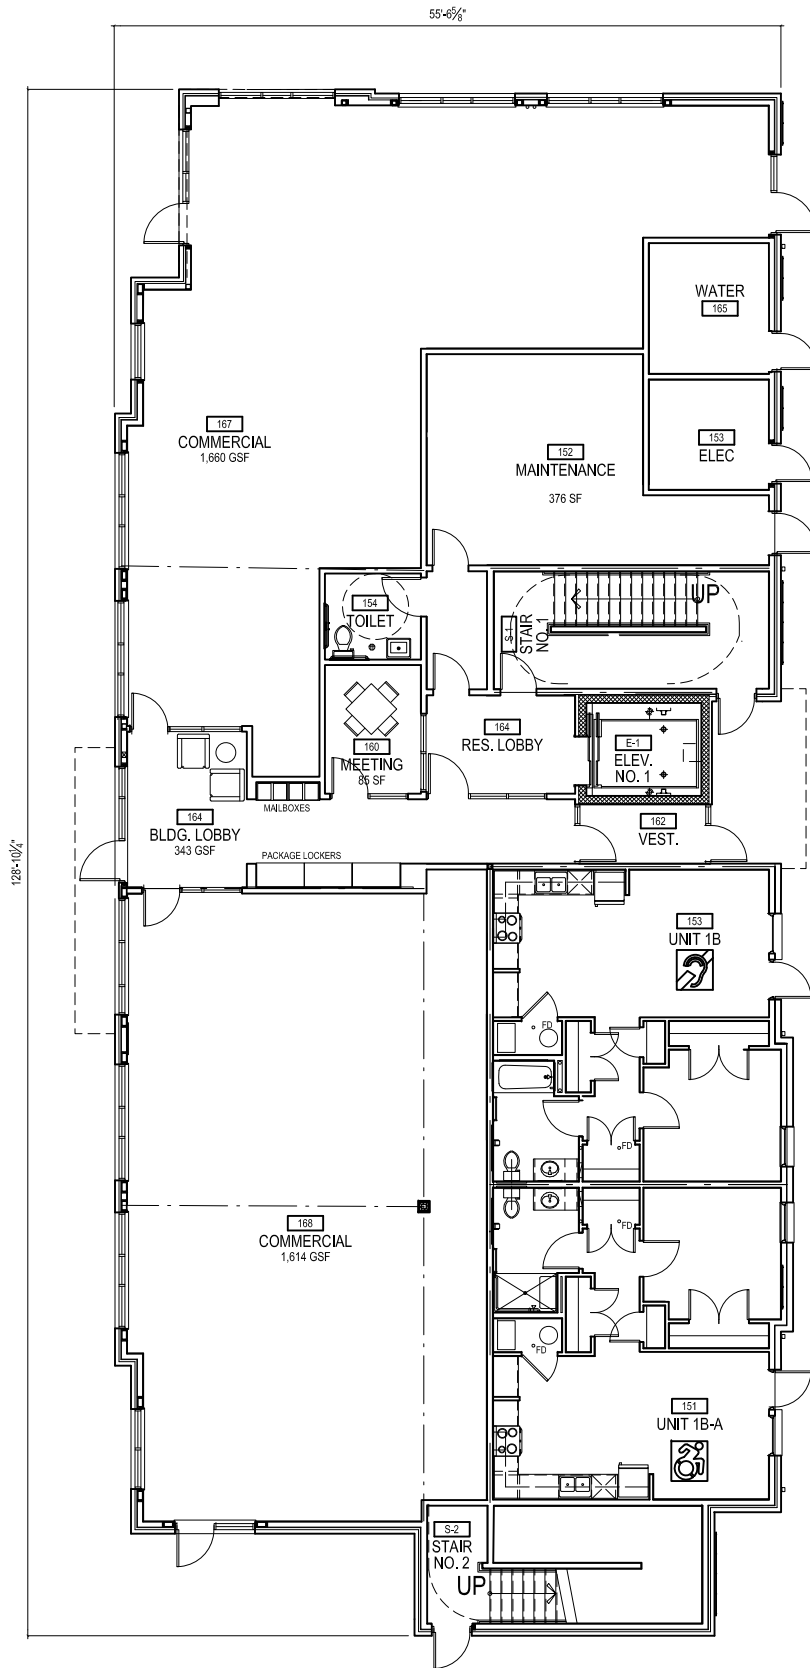 55'-6⅝"
128'-10¼"
WATER
165
167
COMMERCIAL
1,660 GSF
153
ELEC
152
MAINTENANCE
376 SF
154
TOILET
UP
S-1
STAIR
NO. 1
164
RES. LOBBY
E-1
ELEV.
NO. 1
160
MEETING
85 SF
MAILBOXES
164
BLDG. LOBBY
343 GSF
162
VEST.
PACKAGE LOCKERS
153
UNIT 1B
FD
FD
168
COMMERCIAL
1,614 GSF
FD
FD
151
UNIT 1B-A
S-2
STAIR
NO. 2
UP